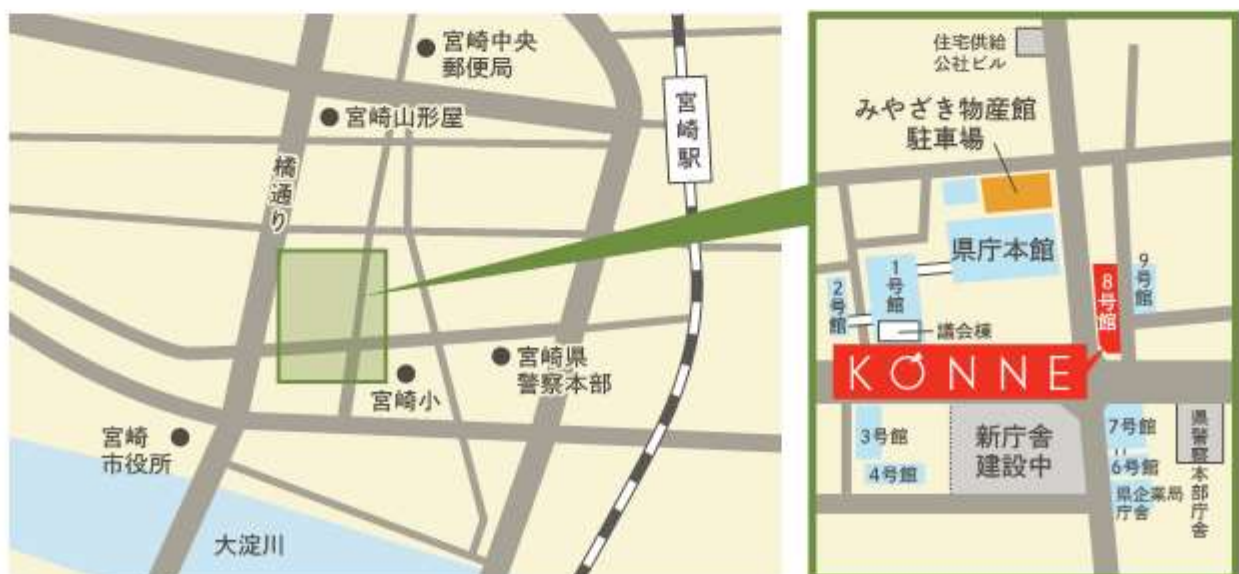 宮崎中央
郵便局
宮崎山形屋
宮崎駅
橘通り
宮崎県
警察本部
宮崎小
宮崎
市役所
大淀川
住宅供給
公社ビル
みやざき物産館
駐車場
県庁本館
1号館
2号館
議会棟
8号館
9号館
KONNE
3号館
4号館
新庁舎
建設中
7号館
6号館
県企業局
庁舎
県警察本部庁舎